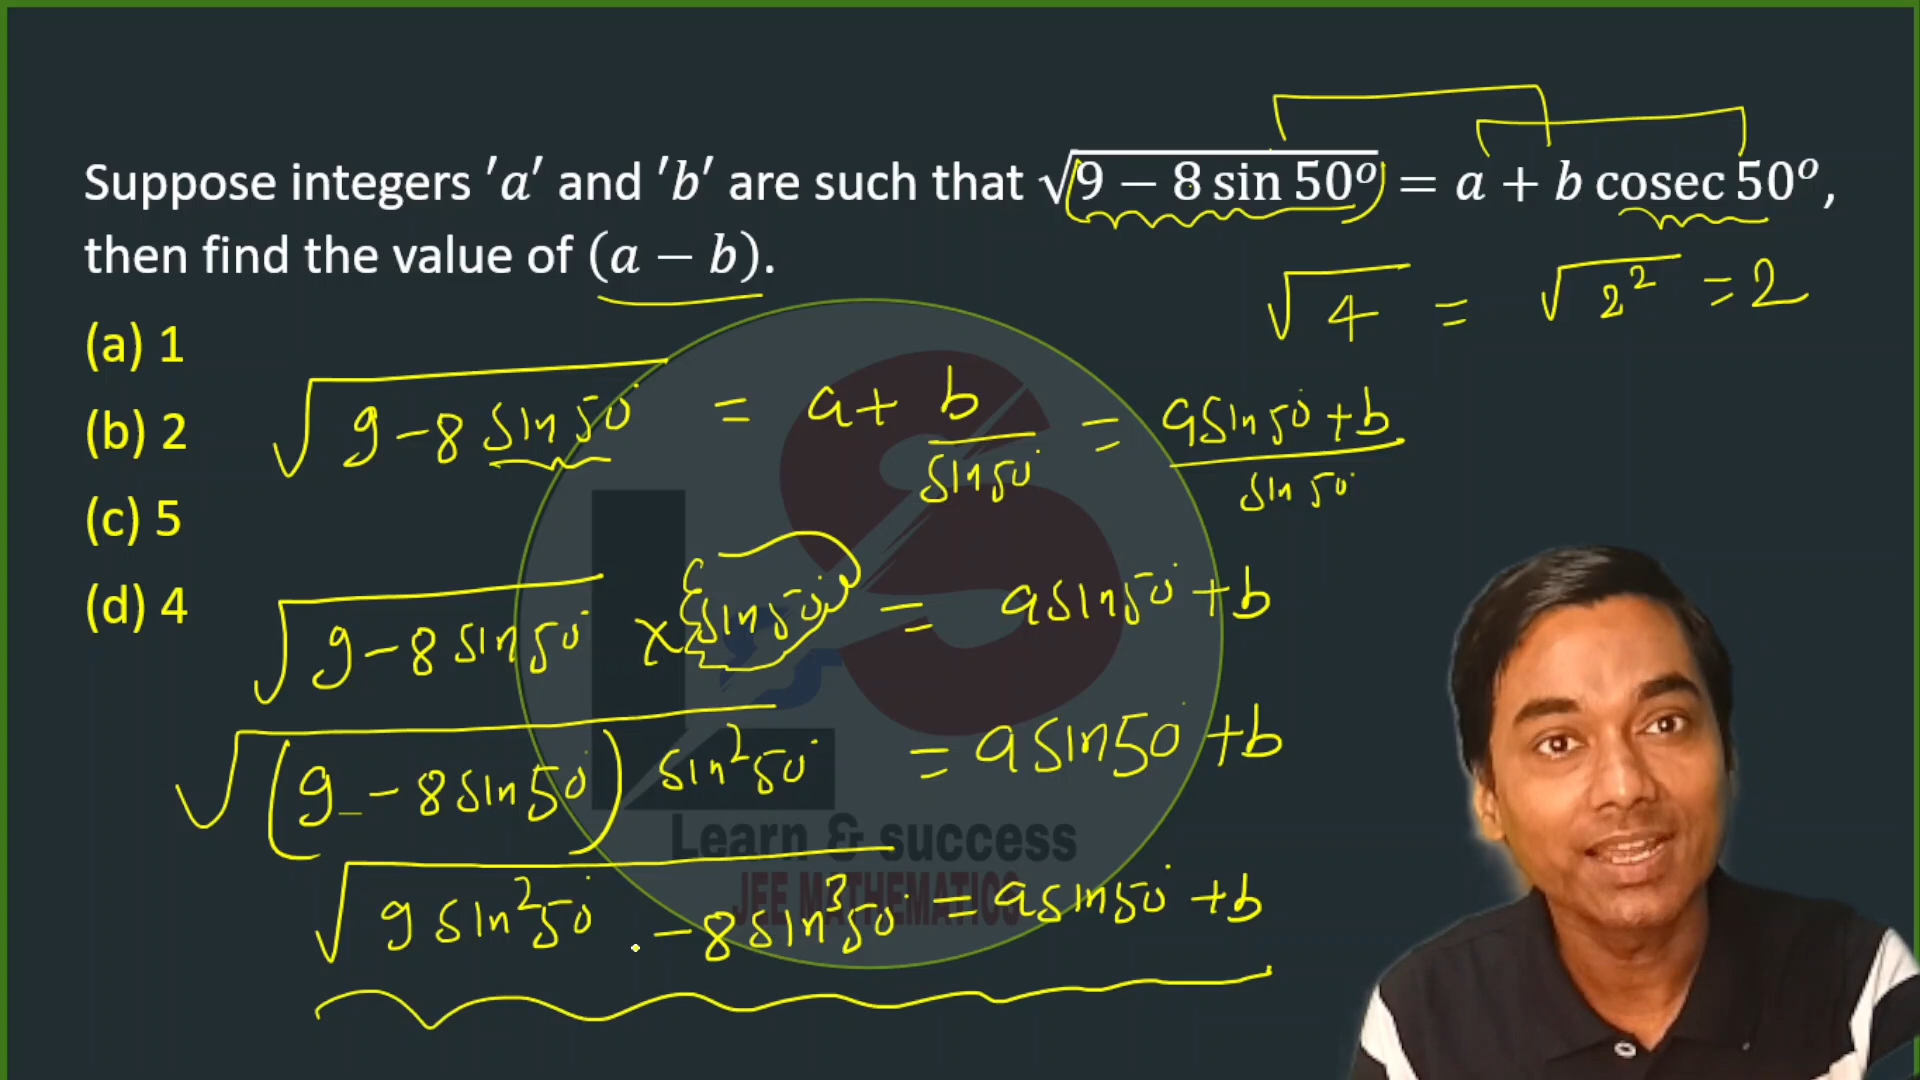 Suppose integers 'a' and 'b' are such that √(9 − 8 sin 50°) = a + b cosec 50°,
then find the value of (a − b).
√4 = √2² = 2
(a) 1
(b) 2
(c) 5
(d) 4
√(9-8 sin50°) = a+ b/sin50° = (a sin50°+b)/sin50°
√(9-8 sin50°) × sin50° = a sin50° + b
√((9-8 sin50°) sin²50°) = a sin50° + b
√(9 sin²50° - 8 sin³50°) = a sin50° + b
Learn & success
JEE MATHEMATICS